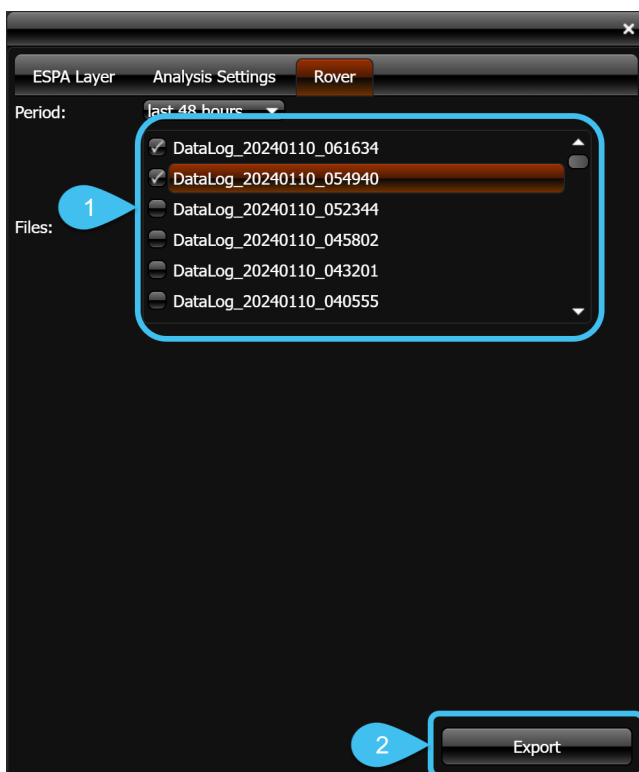 ×
ESPA Layer Analysis Settings Rover
Period: last 48 hours
DataLog_20240110_061634
DataLog_20240110_054940
1 DataLog_20240110_052344
Files: DataLog_20240110_045802
DataLog_20240110_043201
DataLog_20240110_040555
2 Export